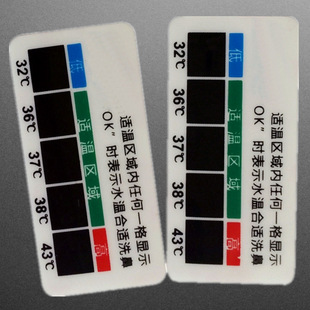 32℃
36℃
37℃
38℃
43℃
低
适温区域
高
适温区域内任何一格显示
OK" 时表示水温合适洗鼻
32℃
36℃
37℃
38℃
43℃
低
适温区域
高
适温区域内任何一格显示
OK" 时表示水温合适洗鼻